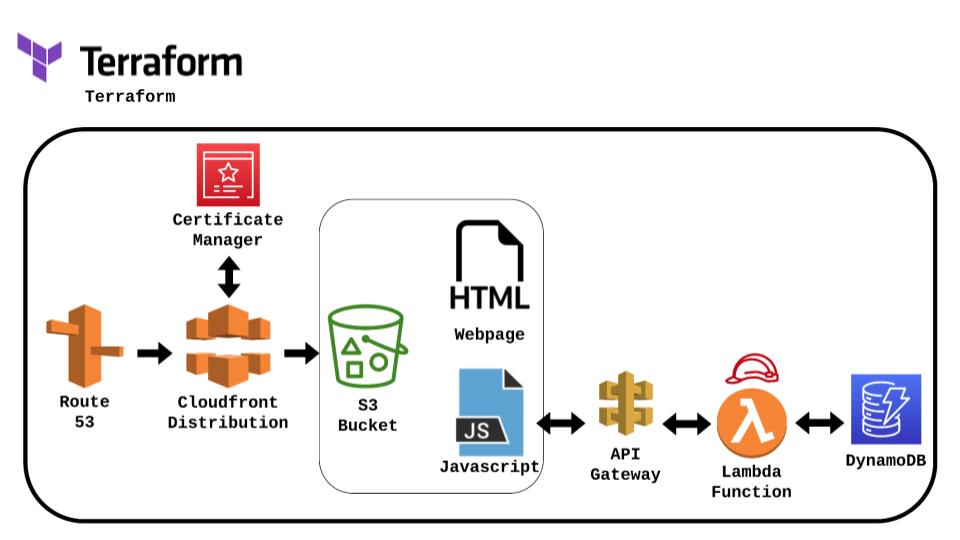 Terraform
Terraform
Certificate
Manager
Route
53
Cloudfront
Distribution
S3
Bucket
HTML
Webpage
JS
Javascript
API
Gateway
λ
Lambda
Function
DynamoDB